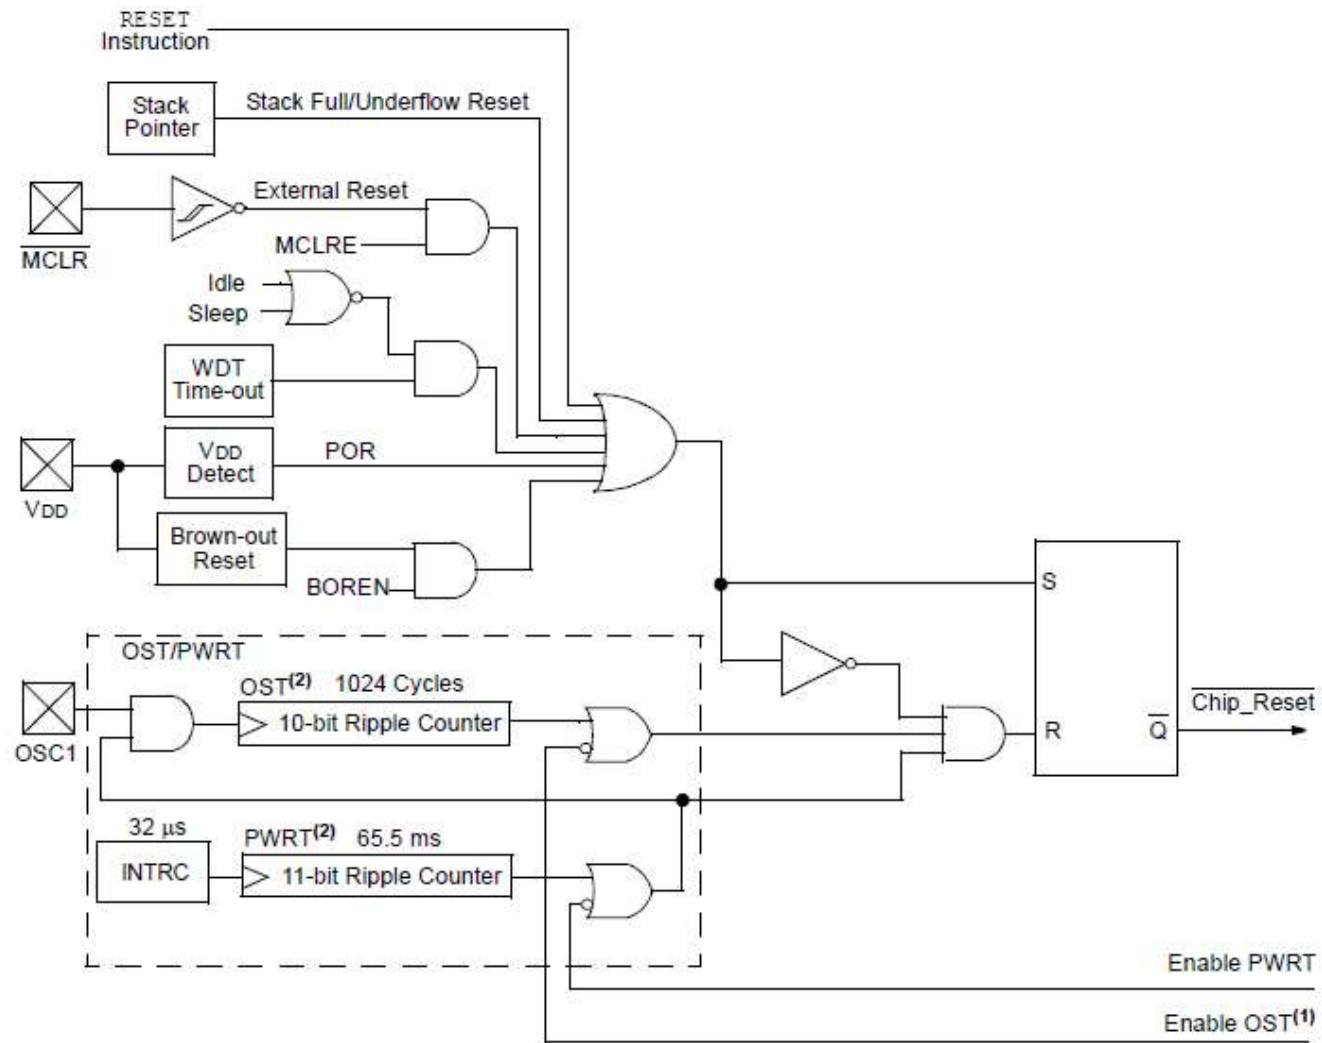 RESET
Instruction
Stack
Pointer
Stack Full/Underflow Reset
MCLR
External Reset
MCLRE
Idle
Sleep
WDT
Time-out
VDD
VDD
Detect
POR
Brown-out
Reset
BOREN
S
R
Q
Chip_Reset
OST/PWRT
OST(2) 1024 Cycles
10-bit Ripple Counter
OSC1
32 μs
INTRC
PWRT(2) 65.5 ms
11-bit Ripple Counter
Enable PWRT
Enable OST(1)